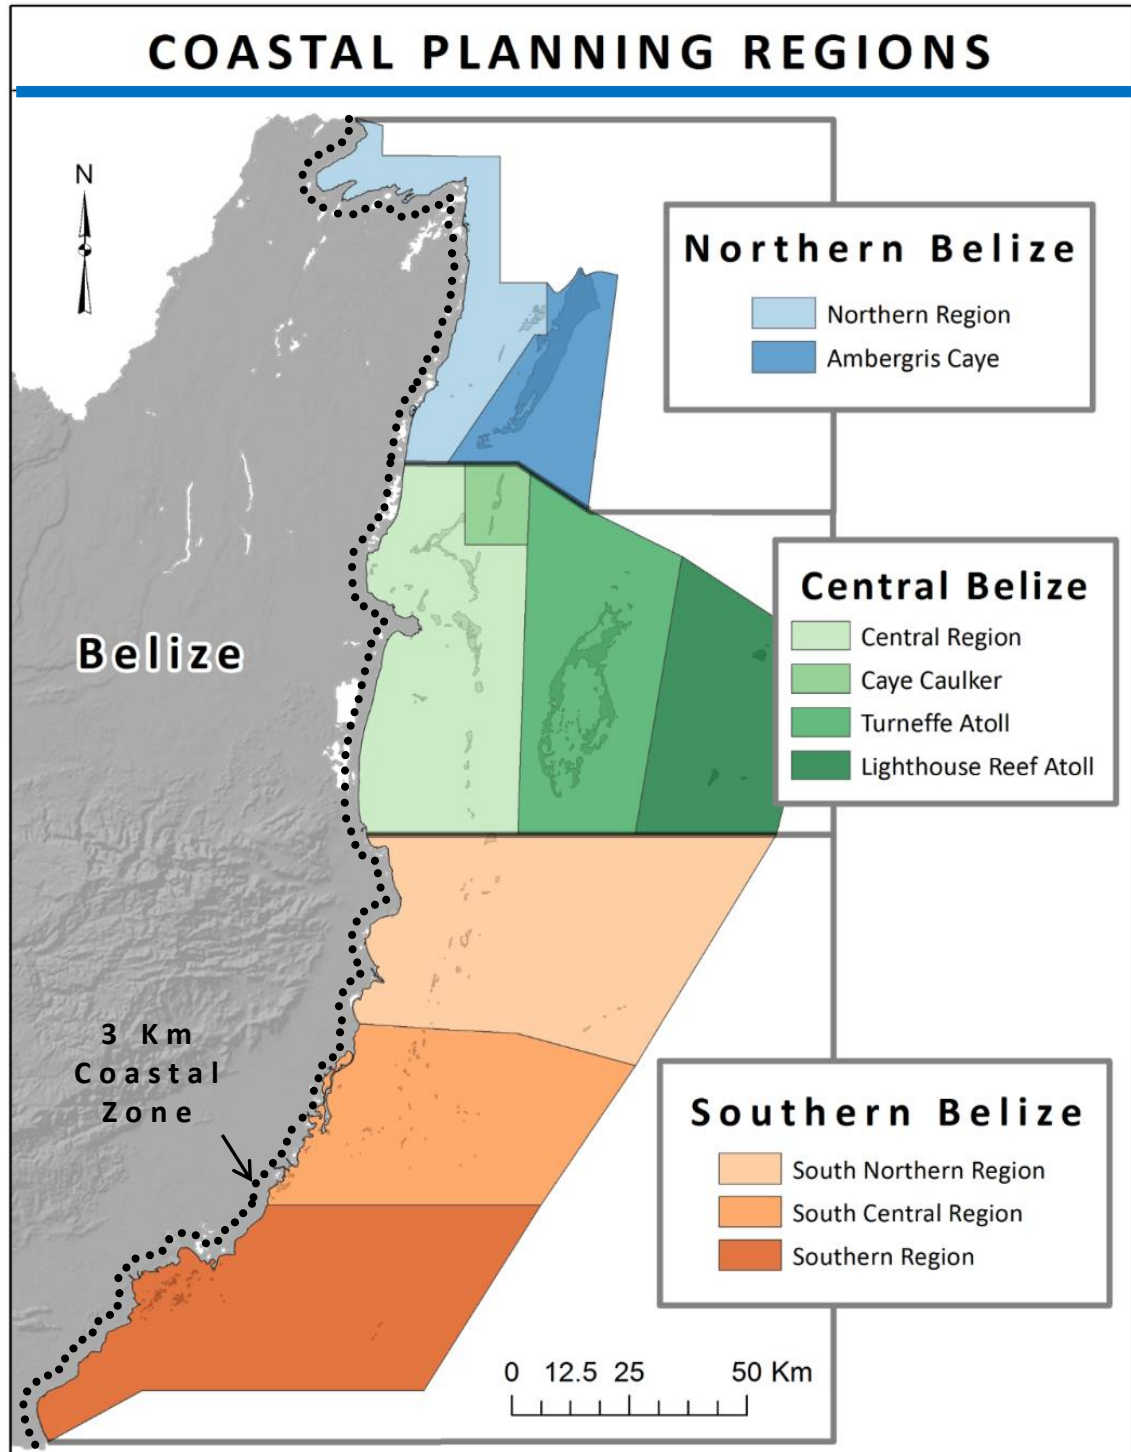 COASTAL PLANNING REGIONS
N
Northern Belize
Northern Region
Ambergris Caye
Central Belize
Central Region
Caye Caulker
Turneffe Atoll
Lighthouse Reef Atoll
Belize
3 Km
Coastal
Zone
Southern Belize
South Northern Region
South Central Region
Southern Region
0 12.5 25 50 Km